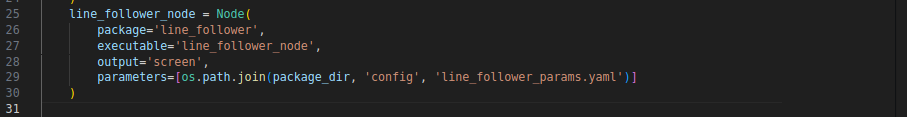 25 line_follower_node = Node(
26 package='line_follower',
27 executable='line_follower_node',
28 output='screen',
29 parameters=[os.path.join(package_dir, 'config', 'line_follower_params.yaml')]
30 )
31